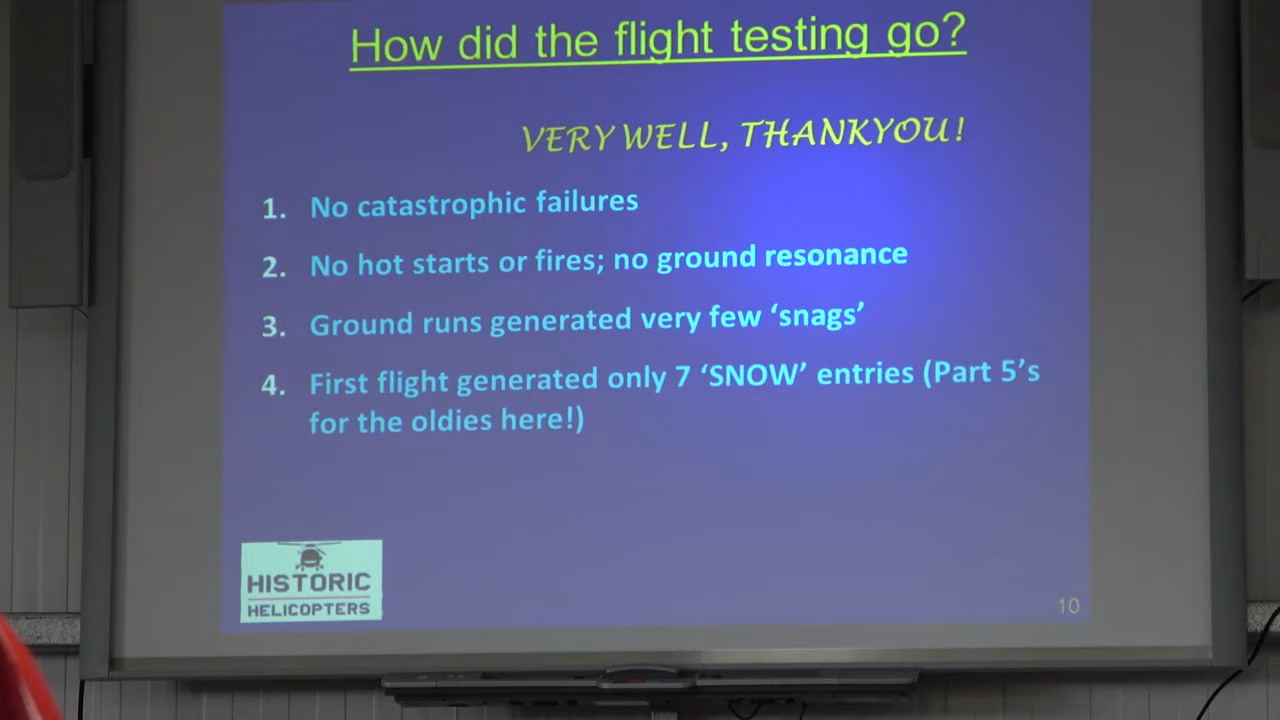 How did the flight testing go?
VERY WELL, THANKYOU!
1. No catastrophic failures
2. No hot starts or fires; no ground resonance
3. Ground runs generated very few ‘snags’
4. First flight generated only 7 ‘SNOW’ entries (Part 5’s
for the oldies here!)
HISTORIC
HELICOPTERS
10